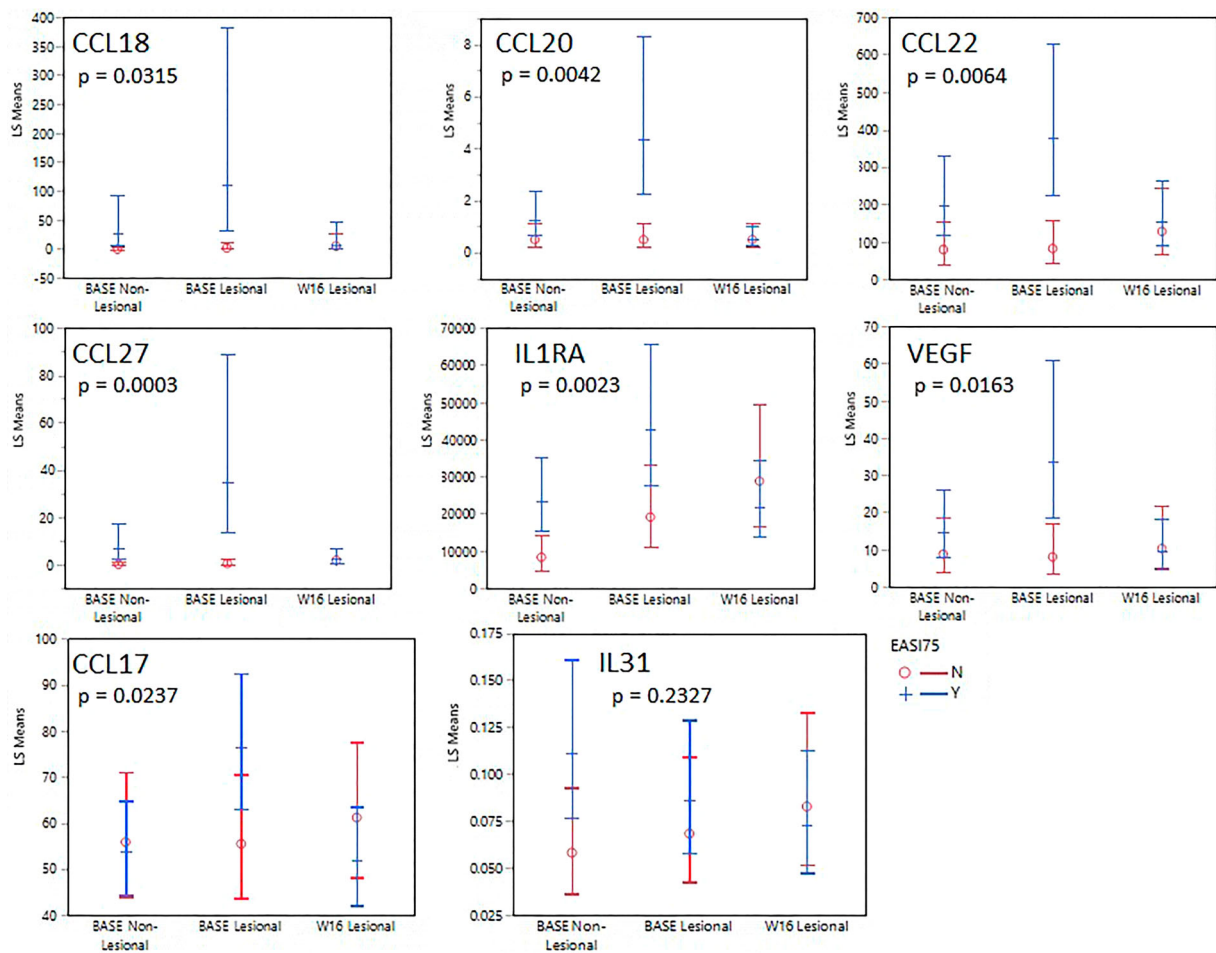 CCL18
p = 0.0315
LS Means
400
350
300
250
200
150
100
50
0
-50
BASE Non-
Lesional
BASE Lesional
W16 Lesional
CCL20
p = 0.0042
LS Means
8
6
4
2
0
BASE Non-
Lesional
BASE Lesional
W16 Lesional
CCL22
p = 0.0064
LS Means
700
600
500
400
300
200
100
0
BASE Non-
Lesional
BASE Lesional
W16 Lesional
CCL27
p = 0.0003
LS Means
100
80
60
40
20
0
BASE Non-
Lesional
BASE Lesional
W16 Lesional
IL1RA
p = 0.0023
LS Means
70000
60000
50000
40000
30000
20000
10000
0
BASE Non-
Lesional
BASE Lesional
W16 Lesional
VEGF
p = 0.0163
LS Means
70
60
50
40
30
20
10
0
BASE Non-
Lesional
BASE Lesional
W16 Lesional
CCL17
p = 0.0237
LS Means
100
90
80
70
60
50
40
BASE Non-
Lesional
BASE Lesional
W16 Lesional
IL31
p = 0.2327
LS Means
0.175
0.150
0.125
0.100
0.075
0.050
0.025
BASE Non-
Lesional
BASE Lesional
W16 Lesional
EASI75
N
Y